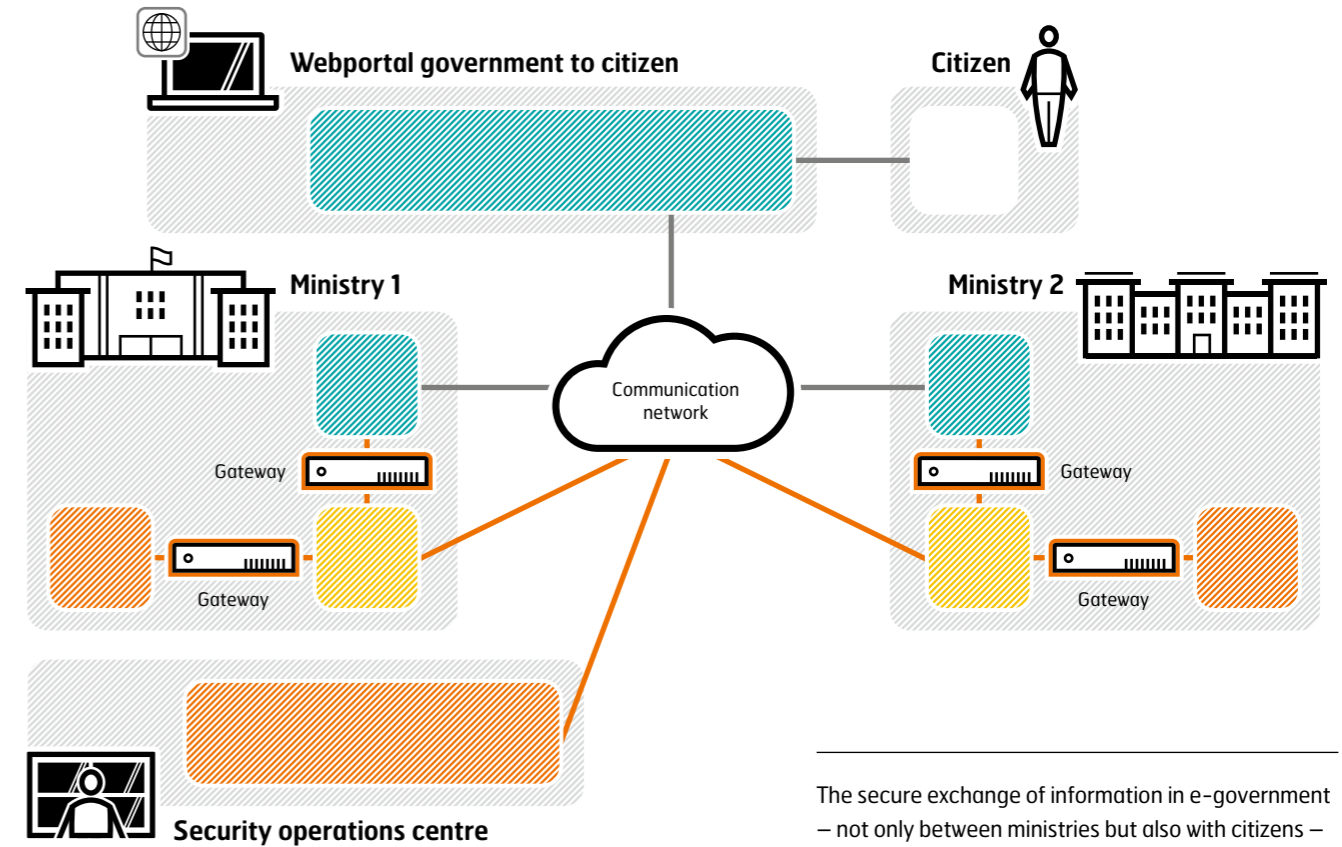 Webportal government to citizen
Citizen
Ministry 1
Ministry 2
Communication
network
Gateway
Gateway
Gateway
Gateway
Security operations centre
The secure exchange of information in e-government
– not only between ministries but also with citizens –